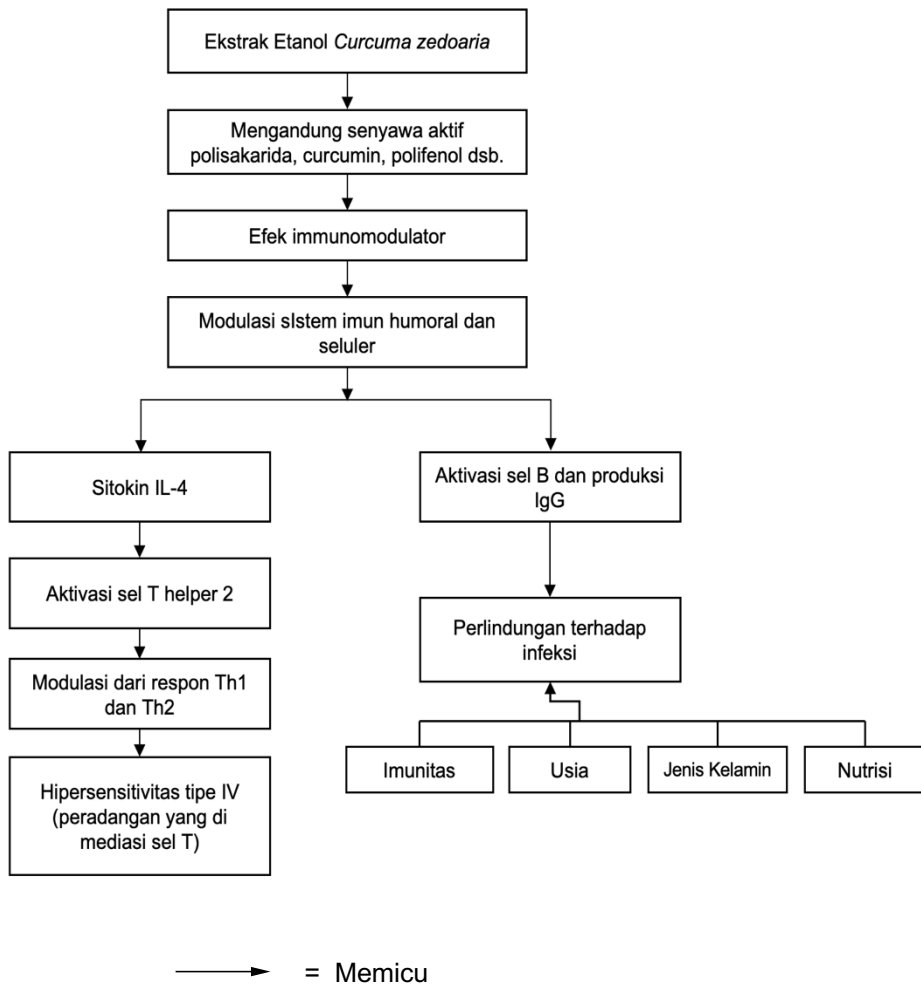 Ekstrak Etanol Curcuma zedoaria
Mengandung senyawa aktif
polisakarida, curcumin, polifenol dsb.
Efek immunomodulator
Modulasi sIstem imun humoral dan
seluler
Sitokin IL-4
Aktivasi sel T helper 2
Modulasi dari respon Th1
dan Th2
Hipersensitivitas tipe IV
(peradangan yang di
mediasi sel T)
Aktivasi sel B dan produksi
IgG
Perlindungan terhadap
infeksi
Imunitas
Usia
Jenis Kelamin
Nutrisi
= Memicu